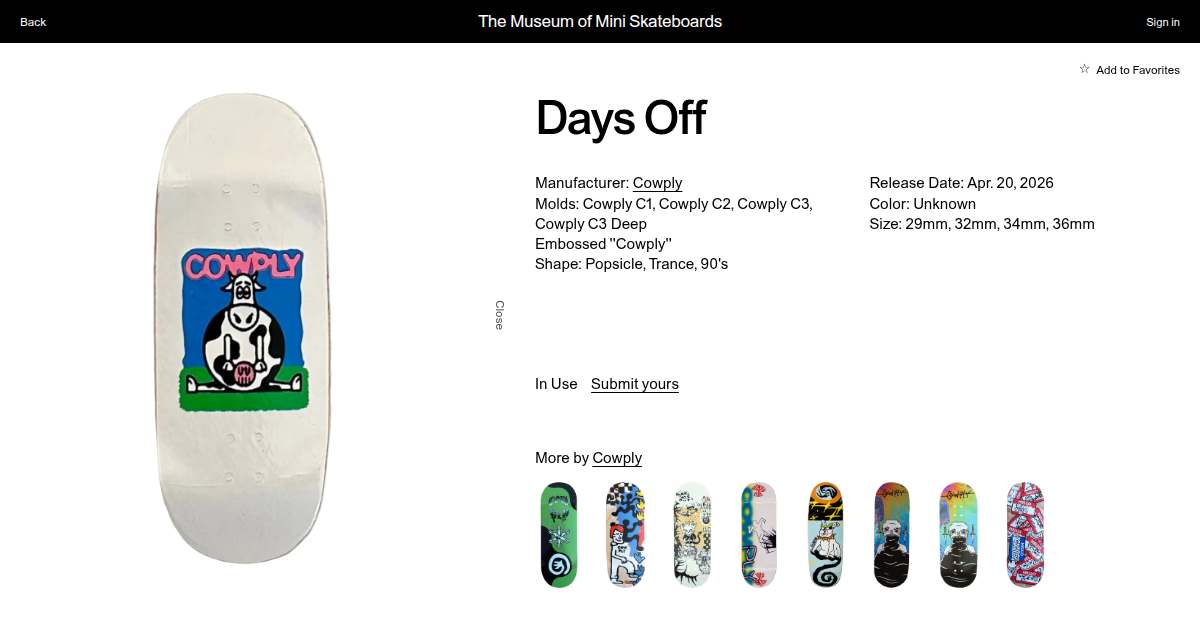 Back
The Museum of Mini Skateboards
Sign in
☆ Add to Favorites
COWPLY
Days Off
Manufacturer: Cowply
Molds: Cowply C1, Cowply C2, Cowply C3,
Cowply C3 Deep
Embossed "Cowply"
Shape: Popsicle, Trance, 90's
Release Date: Apr. 20, 2026
Color: Unknown
Size: 29mm, 32mm, 34mm, 36mm
Close
In Use Submit yours
More by Cowply